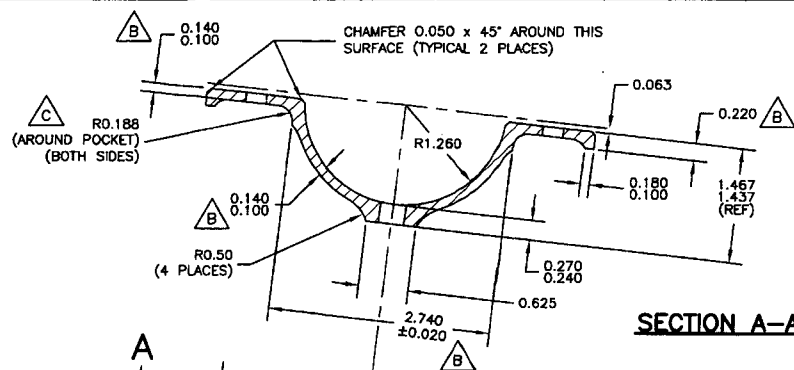 B
0.140
0.100
CHAMFER 0.050 x 45° AROUND THIS
SURFACE (TYPICAL 2 PLACES)
0.063
0.220
B
C
R0.188
(AROUND POCKET)
(BOTH SIDES)
R1.260
0.140
0.100
B
0.180
0.100
1.467
1.437
(REF)
R0.50
(4 PLACES)
0.270
0.240
0.625
2.740
±0.020
B
SECTION A-A
A